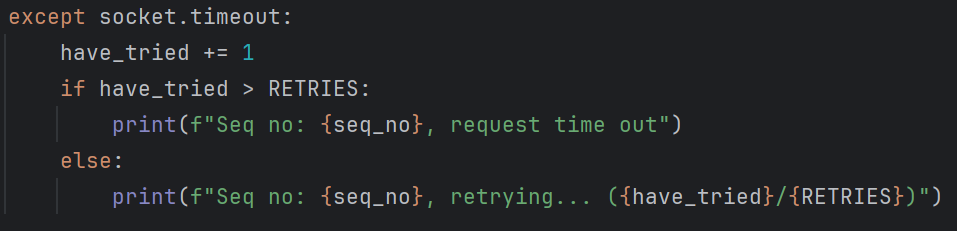 except socket.timeout:
    have_tried += 1
    if have_tried > RETRIES:
        print(f"Seq no: {seq_no}, request time out")
    else:
        print(f"Seq no: {seq_no}, retrying... ({have_tried}/{RETRIES})")